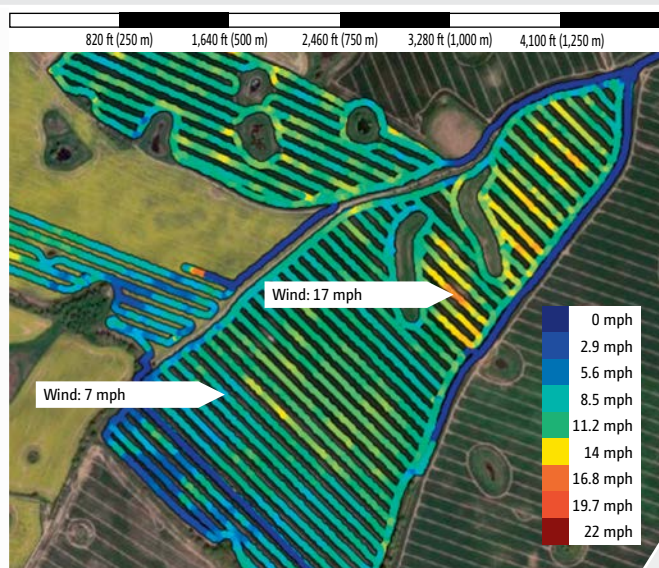 820 ft (250 m) 1,640 ft (500 m) 2,460 ft (750 m) 3,280 ft (1,000 m) 4,100 ft (1,250 m)
Wind: 17 mph
Wind: 7 mph
0 mph
2.9 mph
5.6 mph
8.5 mph
11.2 mph
14 mph
16.8 mph
19.7 mph
22 mph